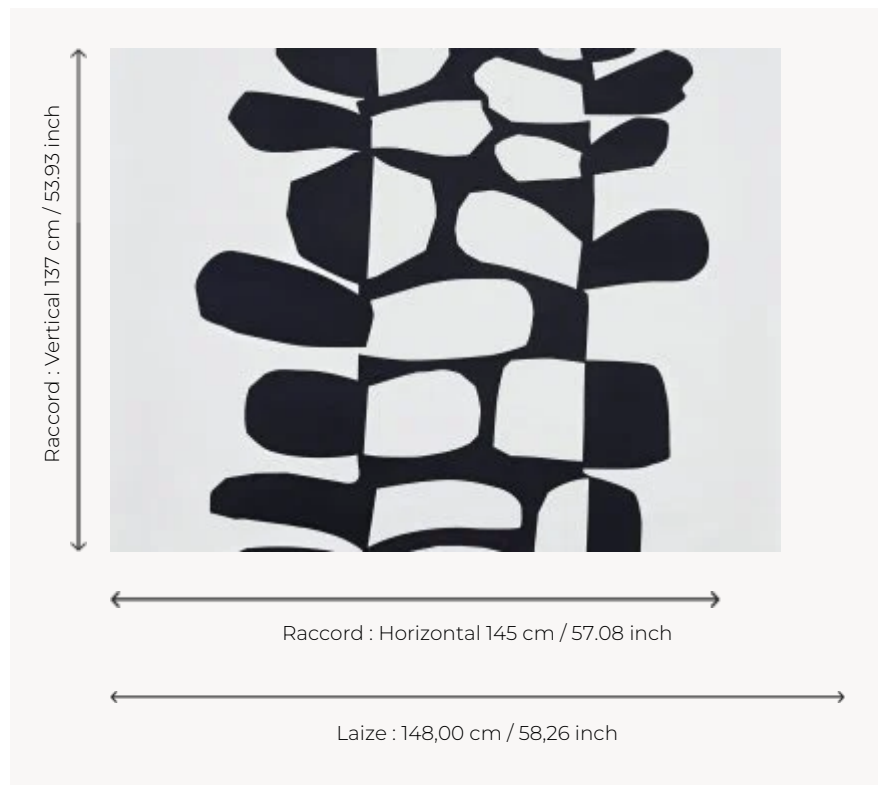 Raccord : Vertical 137 cm / 53.93 inch
Raccord : Horizontal 145 cm / 57.08 inch
Laize : 148,00 cm / 58,26 inch